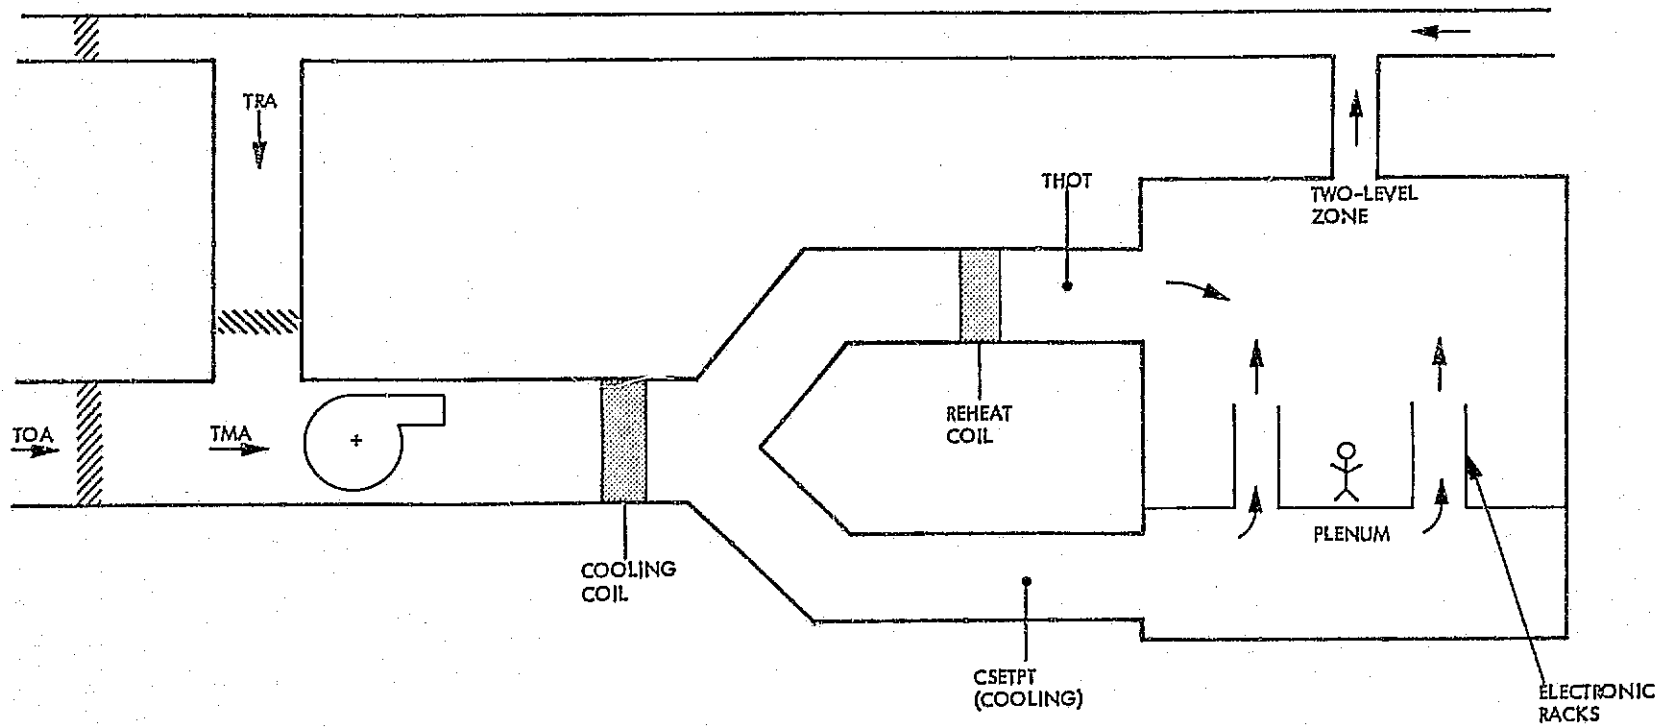 TRA
THOT
TWO-LEVEL
ZONE
REHEAT
COIL
TOA
TMA
PLENUM
COOLING
COIL
CSETPT
(COOLING)
ELECTRONIC
RACKS